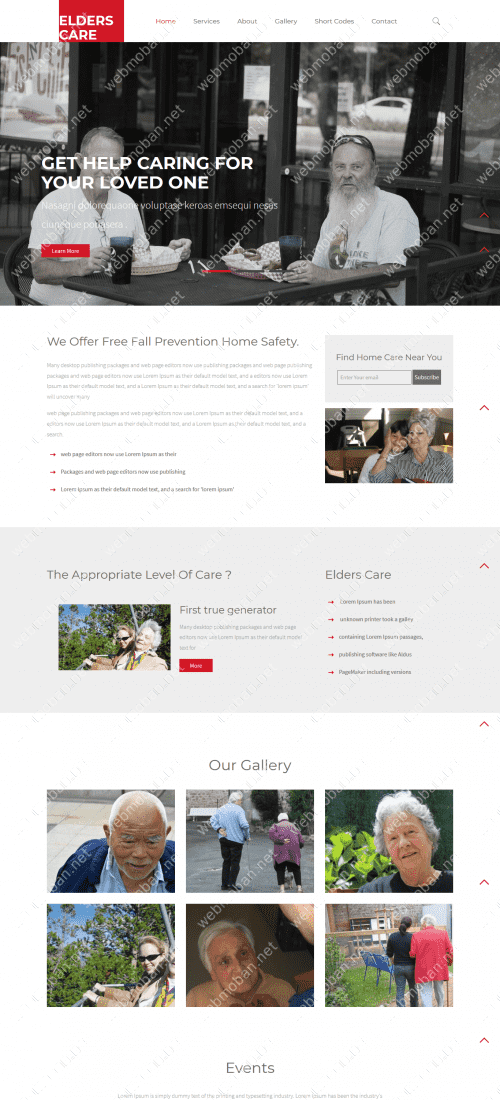 ELDERS
CARE
Home Services About Gallery Short Codes Contact
GET HELP CARING FOR
YOUR LOVED ONE
voluptase keroas emsequi nesas
Learn More
We Offer Free Fall Prevention Home Safety.
Many desktop publishing packages and web page editors now use publishing packages and web page editors now use publishing
packages and web page editors now use Lorem Ipsum as their default model text, and a Lorem Ipsum as their default model text, and a
editors now use Lorem Ipsum as their default model text, and a Lorem Ipsum as their default model text, and a search for 'lorem ipsum'
will uncover many
web page publishing packages and web page editors now use Lorem Ipsum as their default model text, and a
editors now use Lorem Ipsum as their default model text, and a Lorem Ipsum as their default model text, and a
search
web page editors now use Lorem Ipsum as their
Packages and web page editors now use publishing
Lorem Ipsum as their default model text, and a search for 'lorem ipsum'
Find Home Care Near You
Enter Your email Subscribe
The Appropriate Level Of Care ?
First true generator
Many desktop publishing packages and web page
editors now use Lorem Ipsum as their default model
text for
More
Elders Care
Lorem Ipsum has been
unknown printer took a galley
containing Lorem Ipsum passages,
publishing software like Aldus
PageMaker including versions
Our Gallery
Events
Lorem Ipsum is simply dummy text of the printing and typesetting industry. Lorem Ipsum has been the industry's
webmoban.net